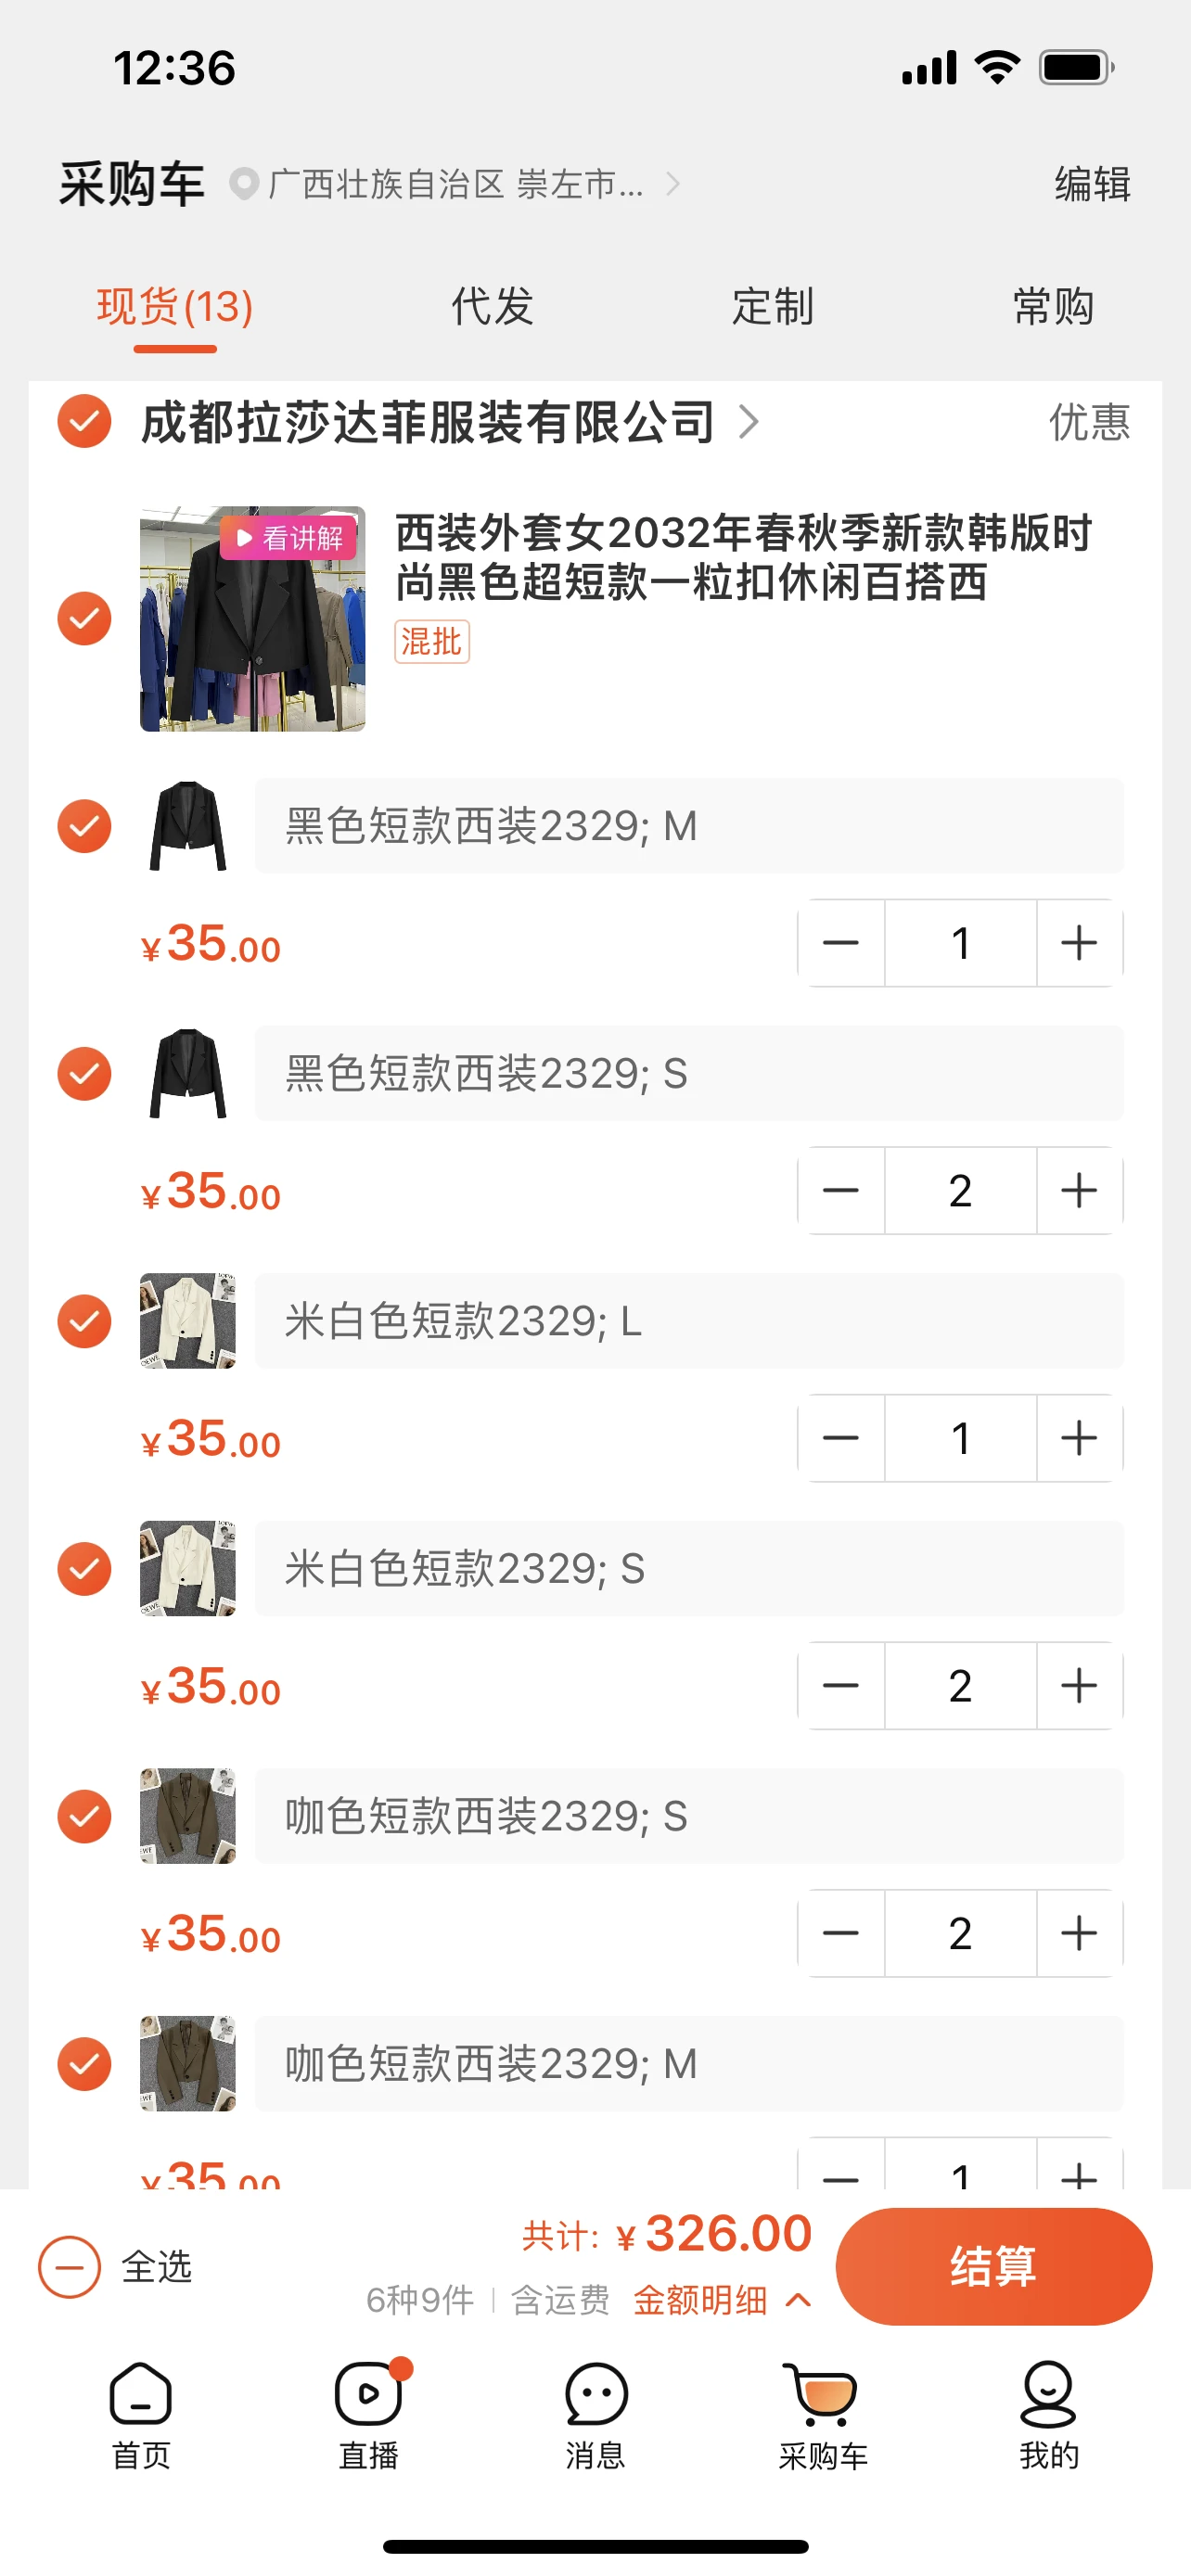 12:36
采购车 广西壮族自治区 崇左市... 编辑
现货(13) 代发 定制 常购
成都拉莎达菲服装有限公司 优惠
看讲解
西装外套女2032年春秋季新款韩版时
尚黑色超短款一粒扣休闲百搭西
混批
黑色短款西装2329; M
¥35.00 1
黑色短款西装2329; S
¥35.00 2
米白色短款2329; L
¥35.00 1
米白色短款2329; S
¥35.00 2
咖色短款西装2329; S
¥35.00 2
咖色短款西装2329; M
¥35.00 1
全选 共计: ¥326.00 结算
6种9件 含运费 金额明细
首页 直播 消息 采购车 我的